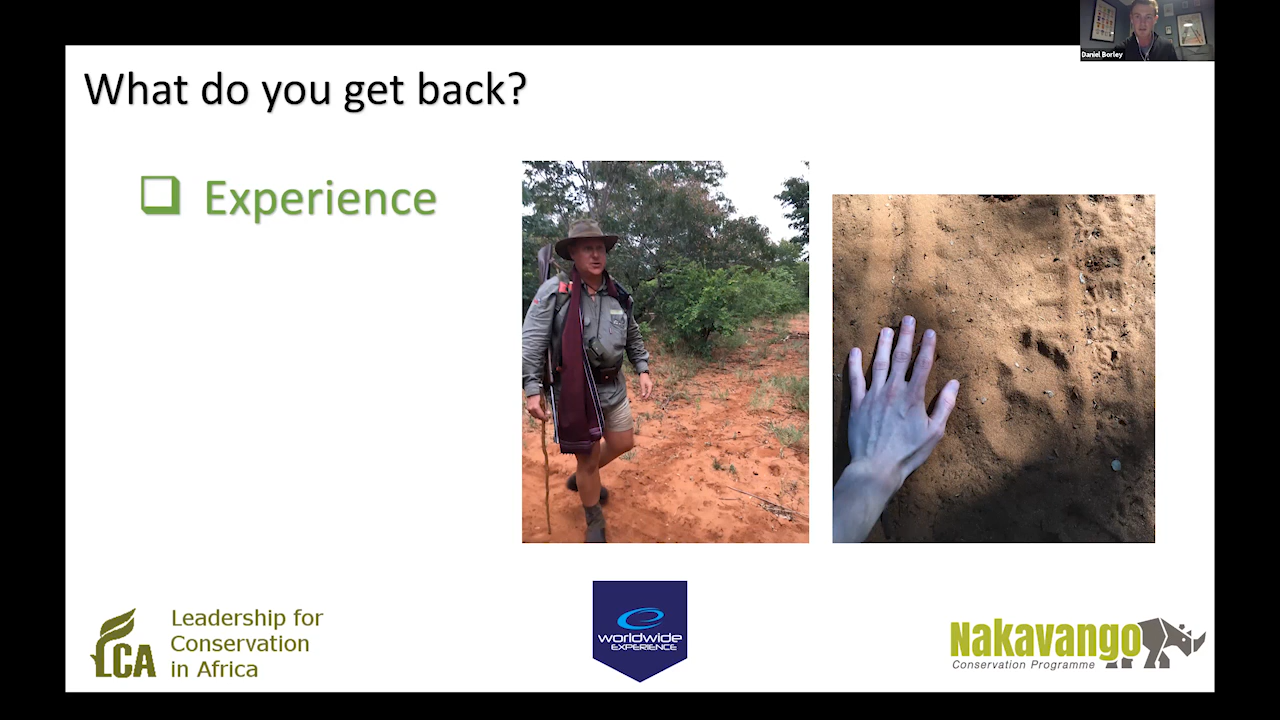 Daniel Borley
What do you get back?
Experience
LCA
Leadership for
Conservation
in Africa
worldwide
EXPERIENCE
Nakavango
Conservation Programme